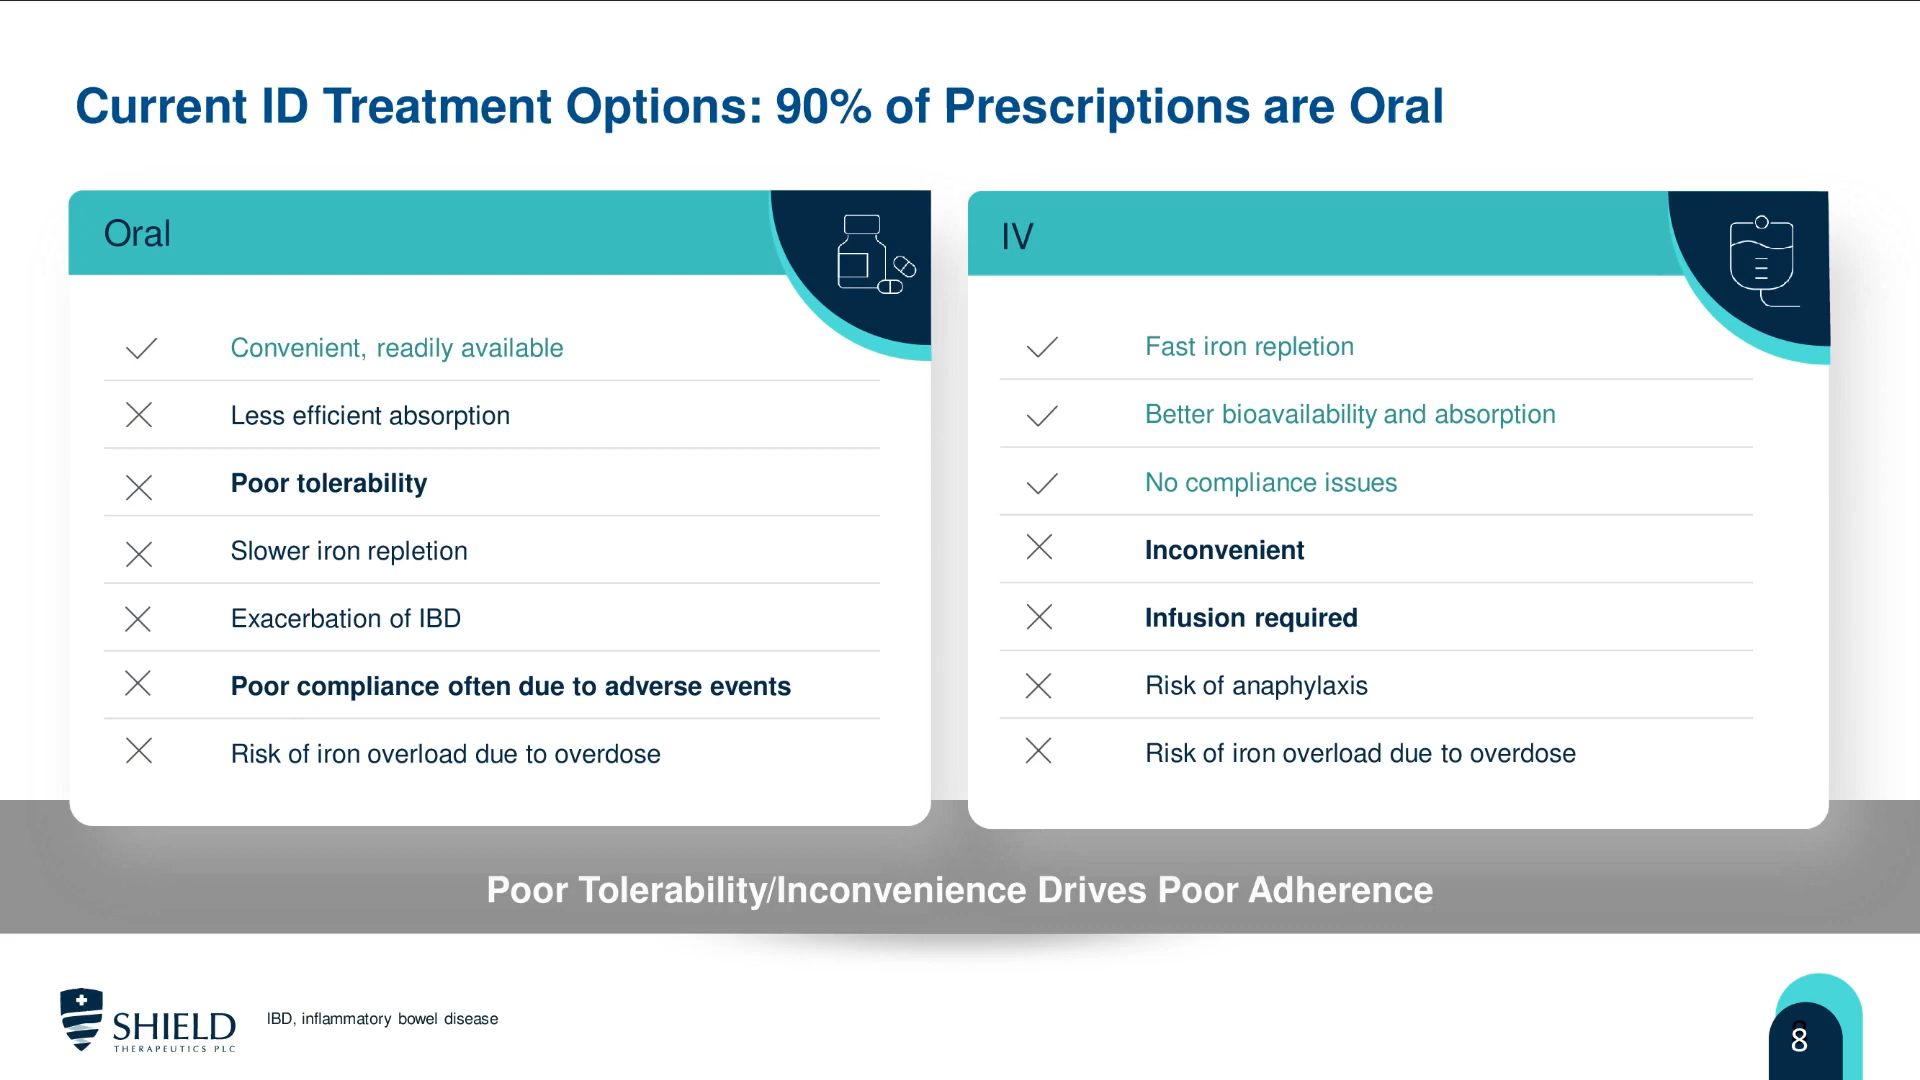 Current ID Treatment Options: 90% of Prescriptions are Oral
Oral
Convenient, readily available
Less efficient absorption
Poor tolerability
Slower iron repletion
Exacerbation of IBD
Poor compliance often due to adverse events
Risk of iron overload due to overdose
IV
Fast iron repletion
Better bioavailability and absorption
No compliance issues
Inconvenient
Infusion required
Risk of anaphylaxis
Risk of iron overload due to overdose
Poor Tolerability/Inconvenience Drives Poor Adherence
SHIELD
THERAPEUTICS PLC
IBD, inflammatory bowel disease
8